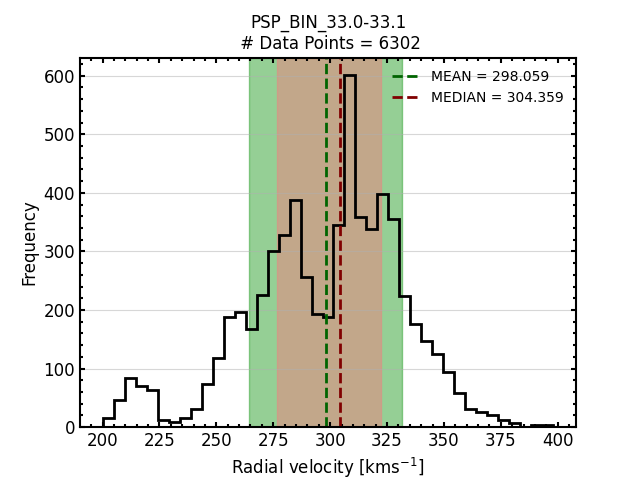 PSP_BIN_33.0-33.1
# Data Points = 6302
MEAN = 298.059
MEDIAN = 304.359
Frequency
600
500
400
300
200
100
0
200 225 250 275 300 325 350 375 400
Radial velocity [kms⁻¹]